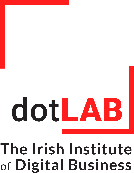 dotLAB
The Irish Institute
of Digital Business